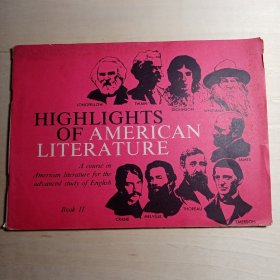 LONGFELLOW
TWAIN
DICKINSON
WHITMAN
HIGHLIGHTS
OF AMERICAN
LITERATURE
JAMES
A course in
American literature for the
advanced study of English
Book II
CRANE
MELVILLE
THOREAU
EMERSON